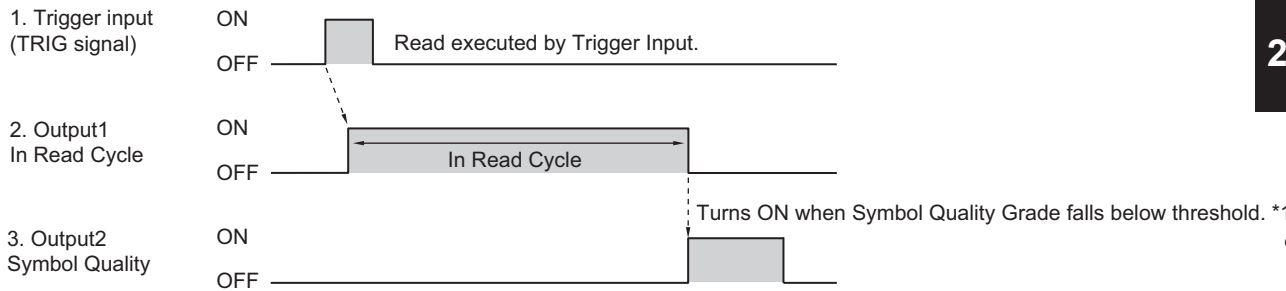 1. Trigger input
(TRIG signal)
ON
OFF
Read executed by Trigger Input.
2
2. Output1
In Read Cycle
ON
OFF
In Read Cycle
Turns ON when Symbol Quality Grade falls below threshold. *1
3. Output2
Symbol Quality
ON
OFF